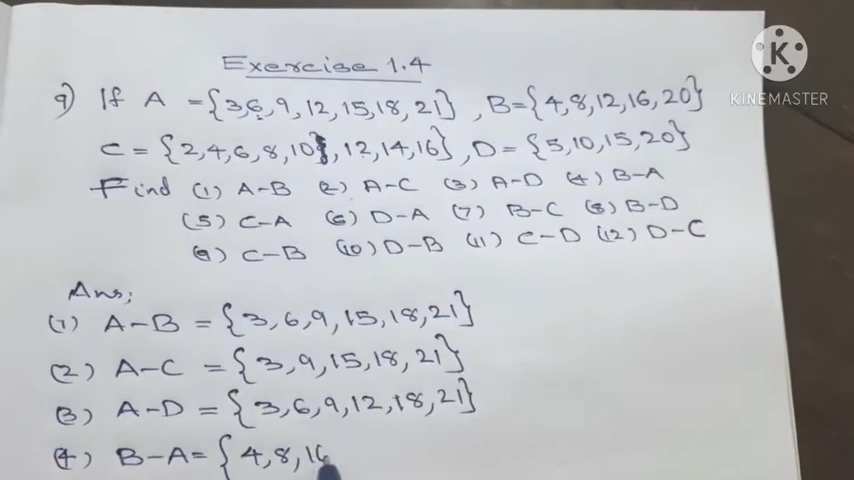 Exercise 1.4
9) If A = {3,6,9,12,15,18,21}, B={4,8,12,16,20}
C = {2,4,6,8,10},12,14,16}, D = {5,10,15,20}
Find (1) A-B (2) A-C (3) A-D (4) B-A
(5) C-A (6) D-A (7) B-C (8) B-D
(9) C-B (10) D-B (11) C-D (12) D-C
Ans;
(1) A-B = {3,6,9,15,18,21}
(2) A-C = {3,9,15,18,21}
(3) A-D = {3,6,9,12,18,21}
(4) B-A = {4,8,16
K
KINEMASTER